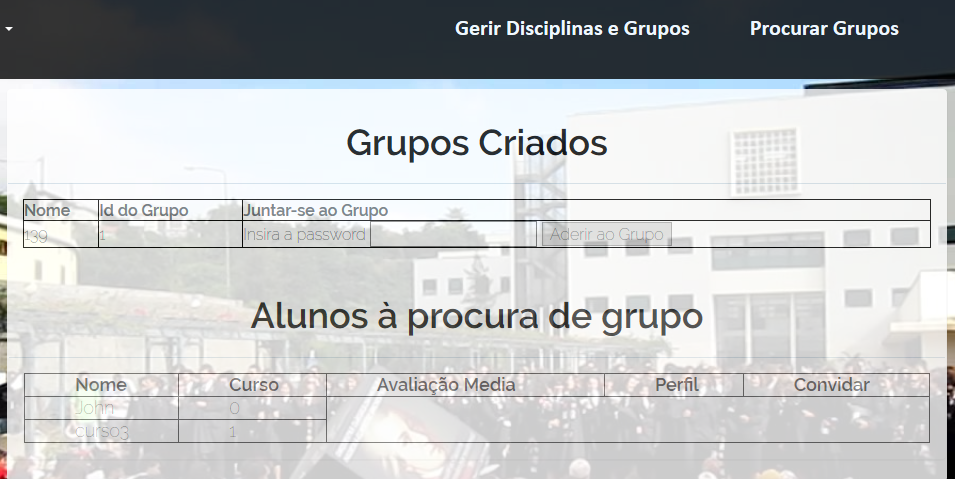 Gerir Disciplinas e Grupos Procurar Grupos
Grupos Criados
Nome Id do Grupo Juntar-se ao Grupo
139 1 Insira a password Aderir ao Grupo
Alunos à procura de grupo
Nome Curso Avaliação Media Perfil Convidar
John 0
curso3 1